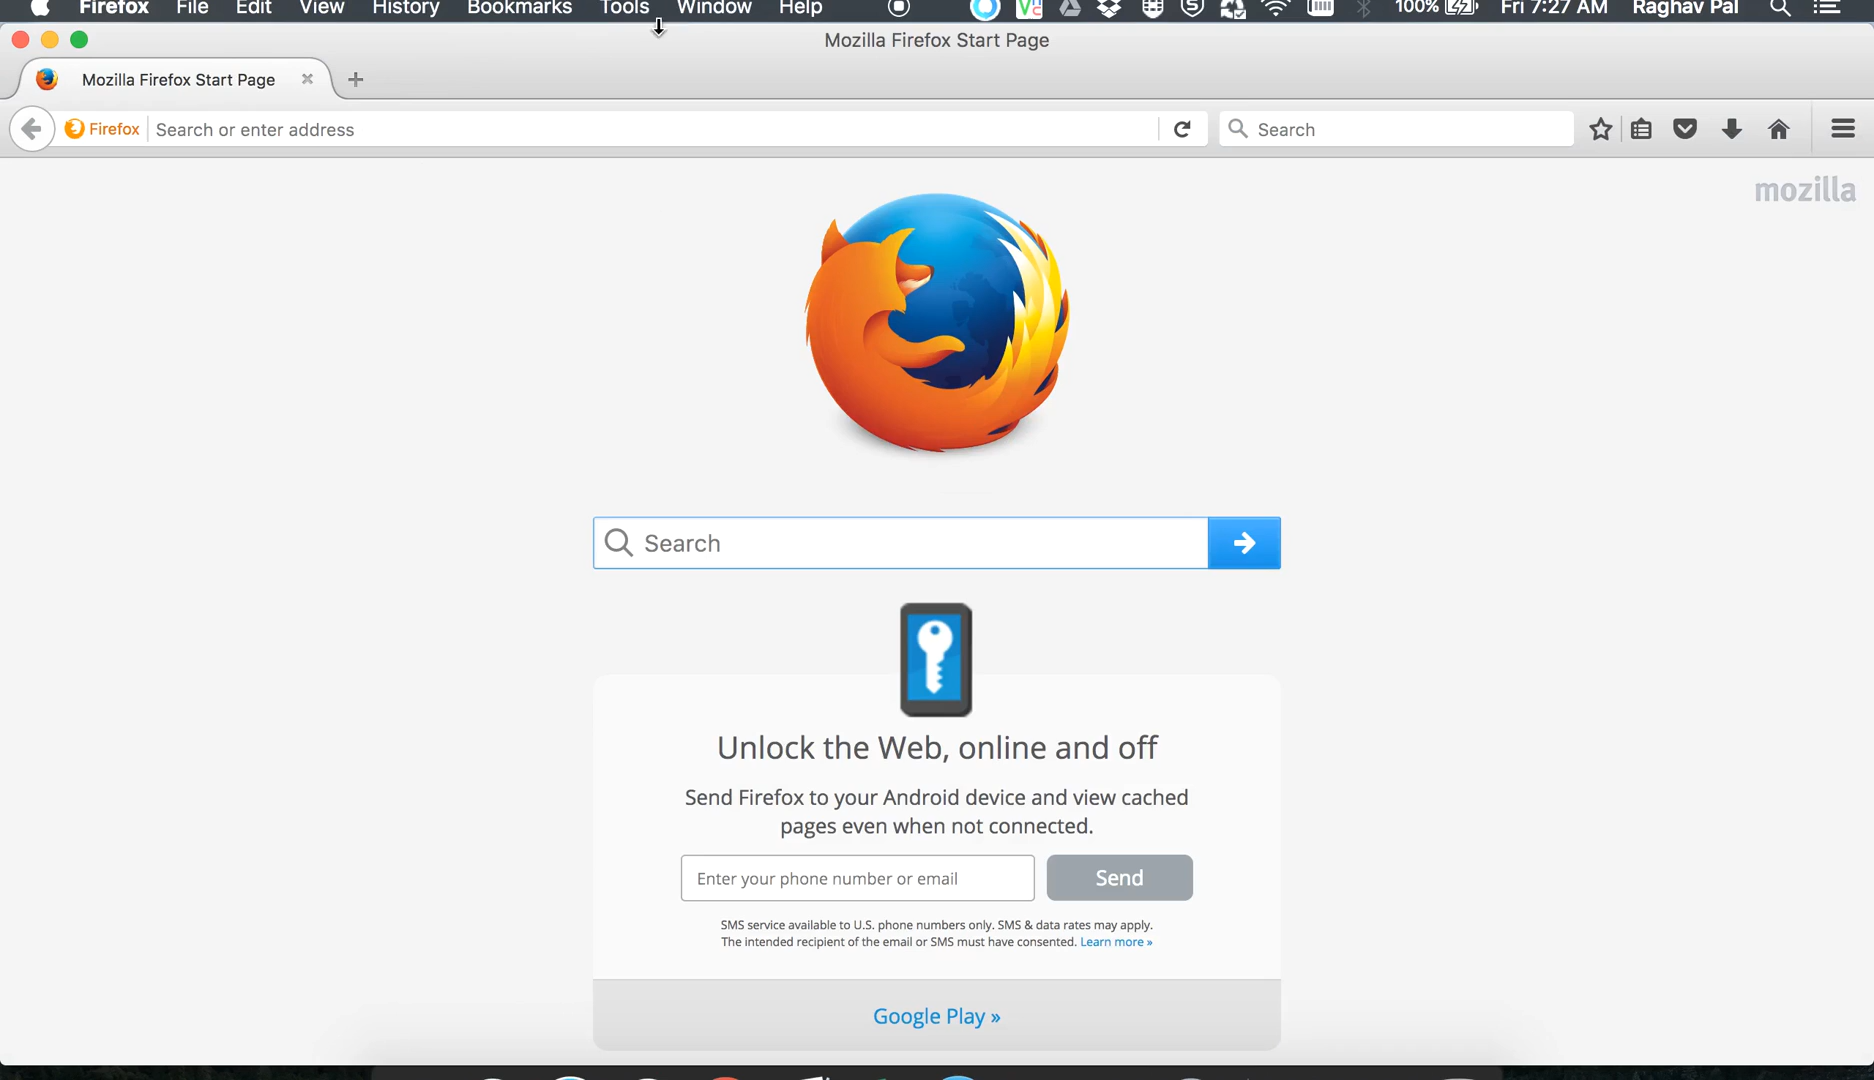 Firefox File Edit View History Bookmarks Tools Window Help 100% Fri 7:27 AM Raghav Pal
Mozilla Firefox Start Page
Mozilla Firefox Start Page
Firefox Search or enter address Search
mozilla
Search
Unlock the Web, online and off
Send Firefox to your Android device and view cached
pages even when not connected.
Enter your phone number or email Send
SMS service available to U.S. phone numbers only. SMS & data rates may apply.
The intended recipient of the email or SMS must have consented. Learn more »
Google Play »